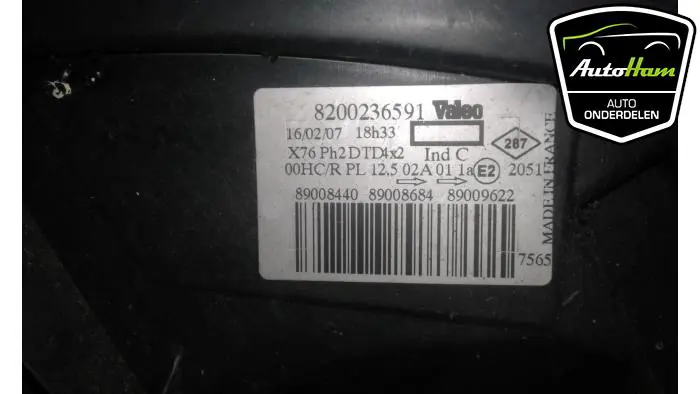 8200236591 Valeo
16/02/07 18h33
287
X76 Ph2 DTD4x2 Ind C
00HC/R PL 12,5 02A 01 1a E2 2051
89008440 89008684 89009622
7565
MADE IN FRANCE
AutoHam
AUTO
ONDERDELEN